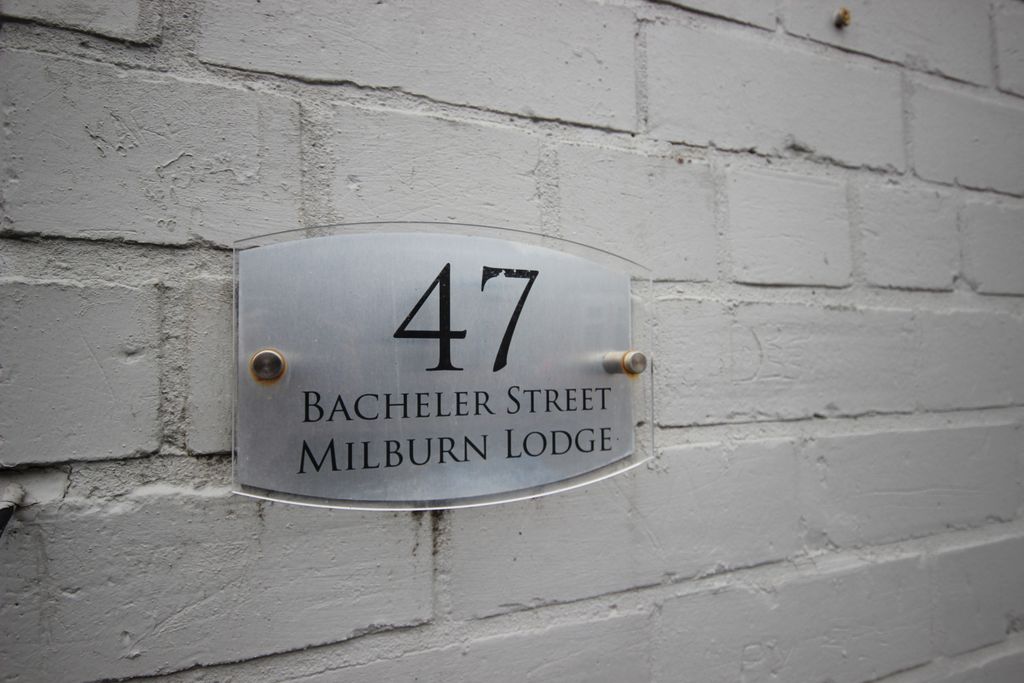 47
BACHELER STREET
MILBURN LODGE